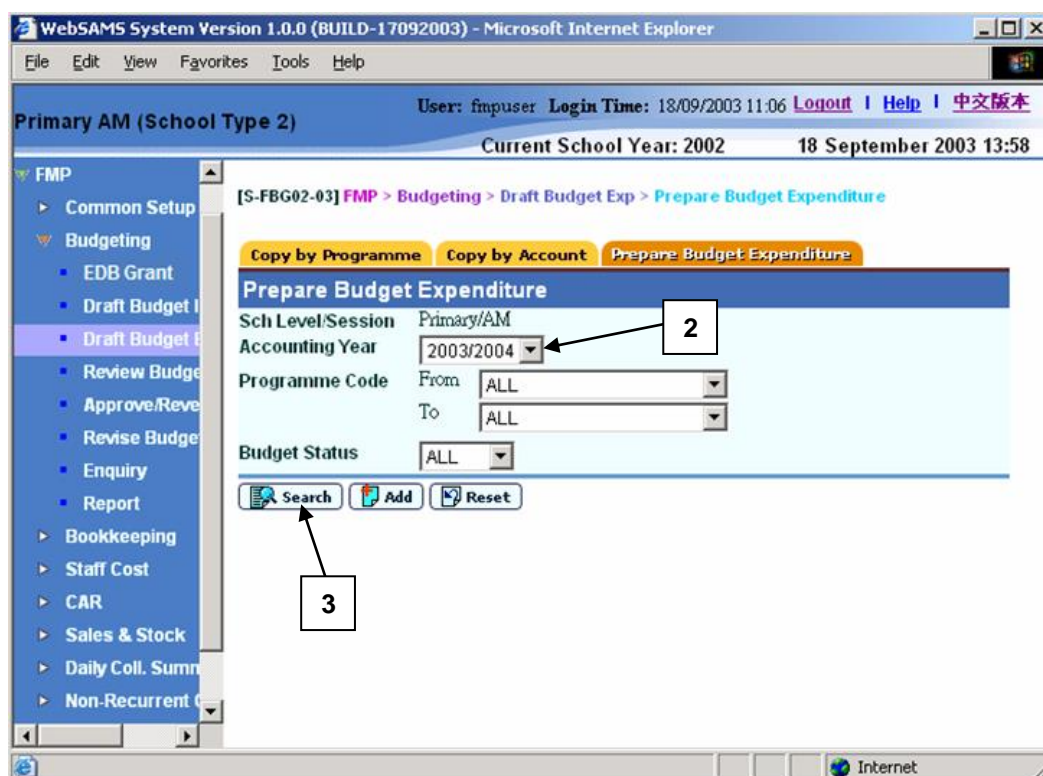 WebSAMS System Version 1.0.0 (BUILD-17092003) - Microsoft Internet Explorer
File Edit View Favorites Tools Help
User: fmpuser Login Time: 18/09/2003 11:06 Logout | Help | 中文版本
Primary AM (School Type 2)
Current School Year: 2002 18 September 2003 13:58
FMP
Common Setup
Budgeting
EDB Grant
Draft Budget I
Draft Budget E
Review Budge
Approve/Reve
Revise Budge
Enquiry
Report
Bookkeeping
Staff Cost
CAR
Sales & Stock
Daily Coll. Summ
Non-Recurrent
[S-FBG02-03] FMP > Budgeting > Draft Budget Exp > Prepare Budget Expenditure
Copy by Programme Copy by Account Prepare Budget Expenditure
Prepare Budget Expenditure
Sch Level/Session Primary/AM
Accounting Year 2003/2004
2
Programme Code From ALL
To ALL
Budget Status ALL
Search Add Reset
3
Internet